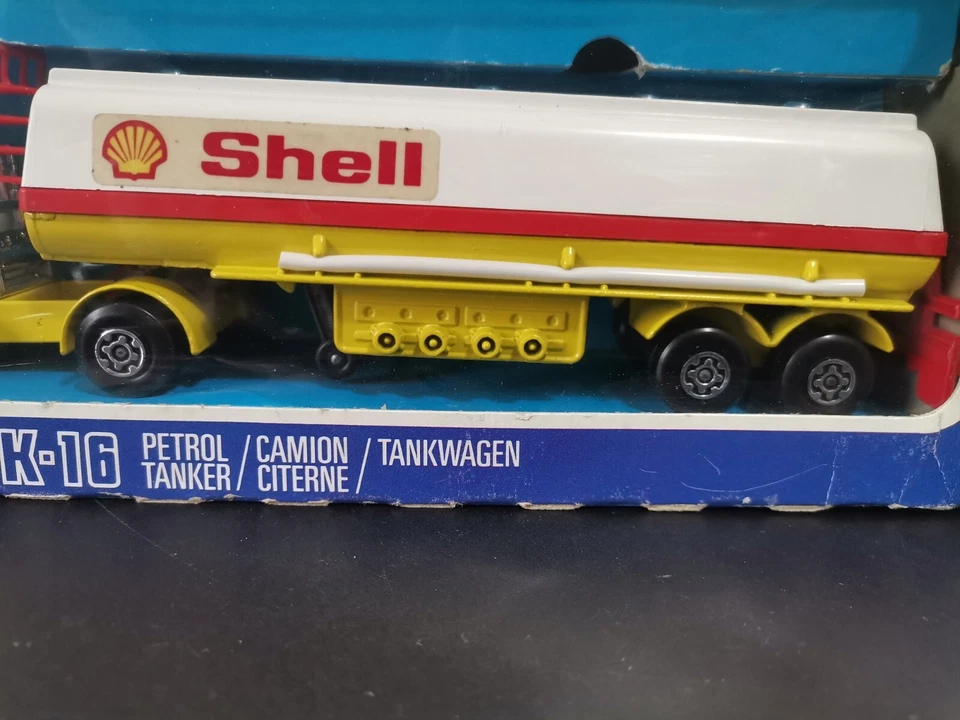 Shell
K-16
PETROL / CAMION / TANKWAGEN
TANKER / CITERNE /